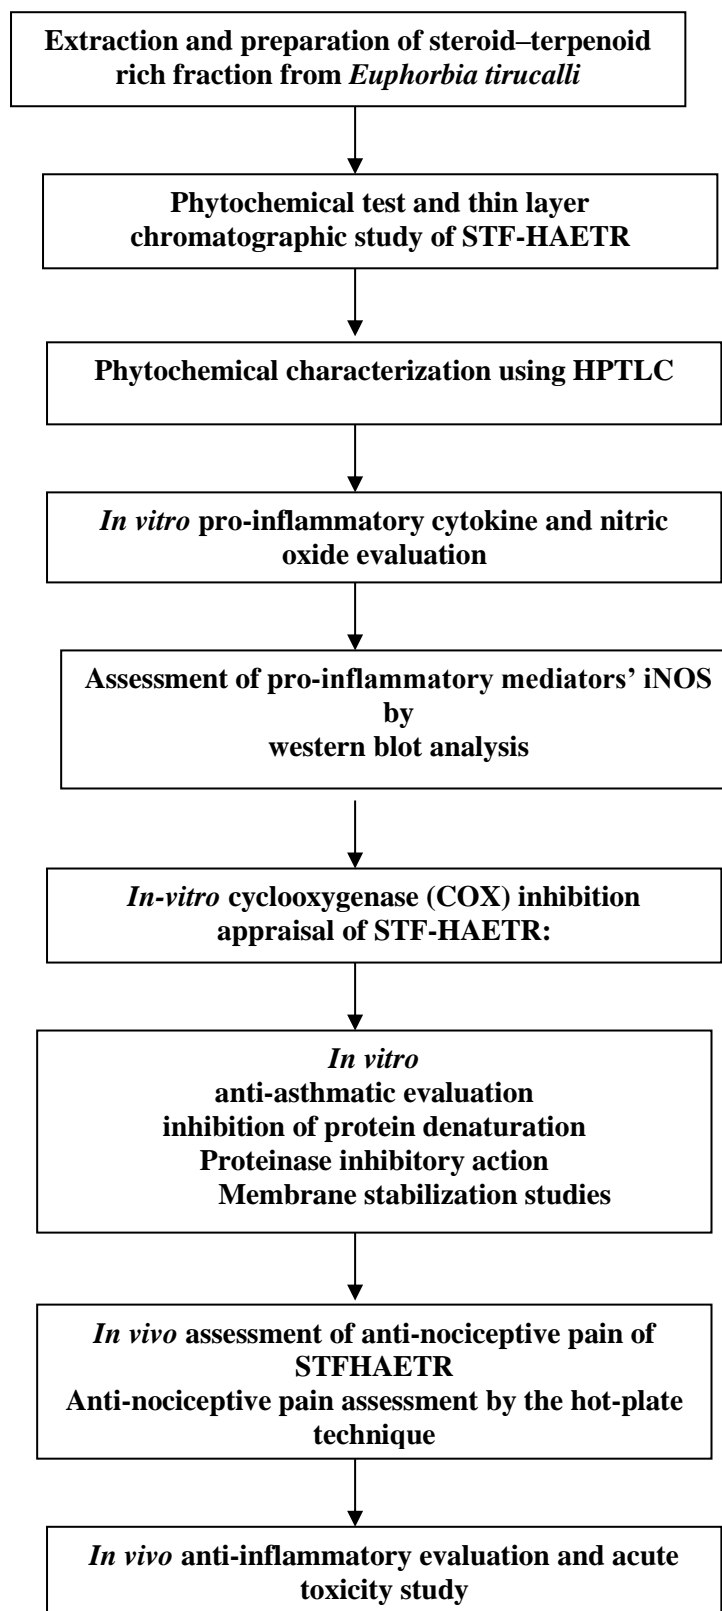 Extraction and preparation of steroid–terpenoid
rich fraction from Euphorbia tirucalli
Phytochemical test and thin layer
chromatographic study of STF-HAETR
Phytochemical characterization using HPTLC
In vitro pro-inflammatory cytokine and nitric
oxide evaluation
Assessment of pro-inflammatory mediators’ iNOS
by
western blot analysis
In-vitro cyclooxygenase (COX) inhibition
appraisal of STF-HAETR:
In vitro
anti-asthmatic evaluation
inhibition of protein denaturation
Proteinase inhibitory action
Membrane stabilization studies
In vivo assessment of anti-nociceptive pain of
STFHAETR
Anti-nociceptive pain assessment by the hot-plate
technique
In vivo anti-inflammatory evaluation and acute
toxicity study